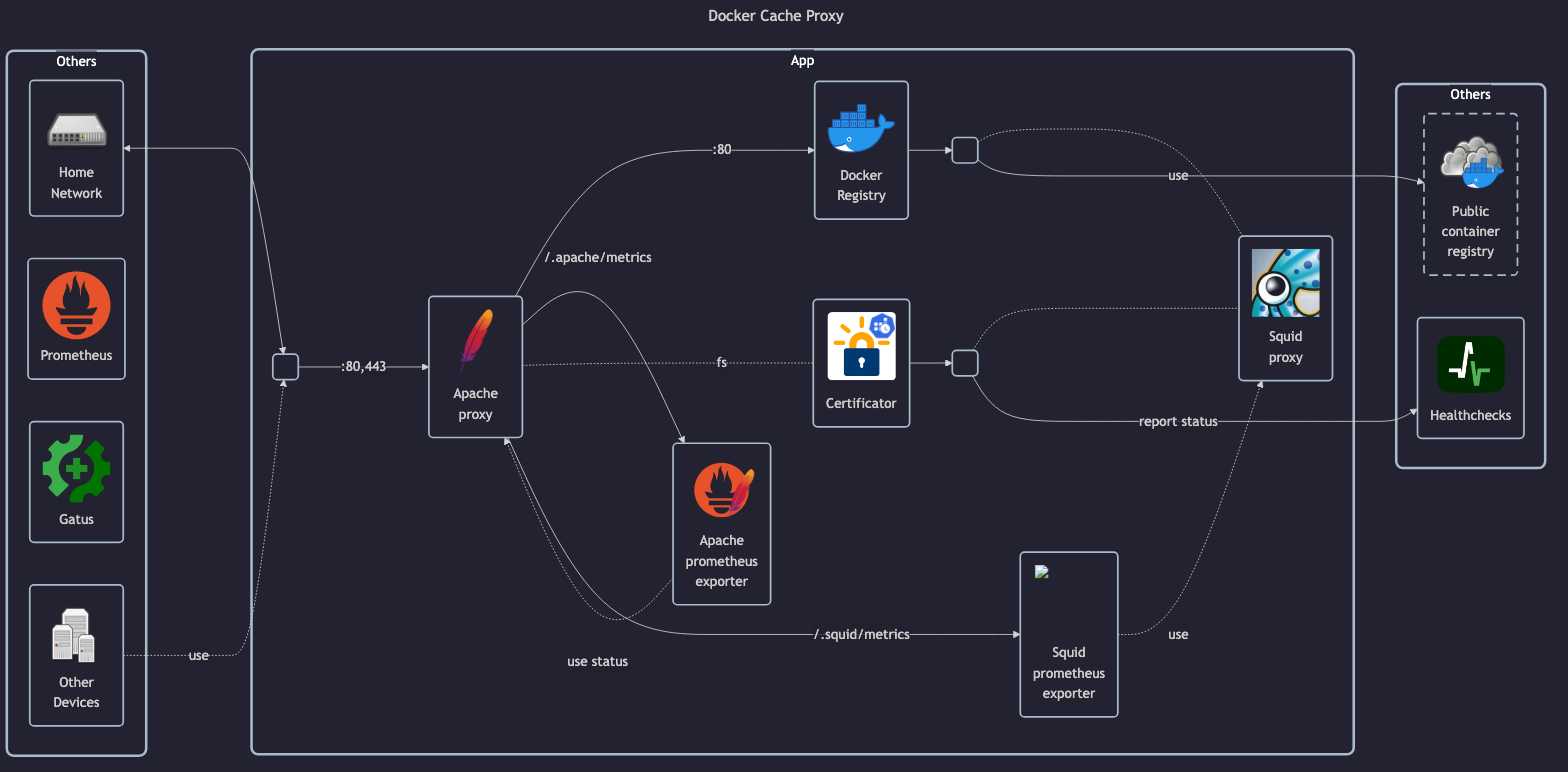 Docker Cache Proxy
Others
Home
Network
Prometheus
Gatus
Other
Devices
use
App
:80,443
Apache
proxy
:80
/.apache/metrics
fs
use status
/.squid/metrics
Apache
prometheus
exporter
Docker
Registry
Certificator
Squid
prometheus
exporter
use
report status
use
Squid
proxy
Others
Public
container
registry
Healthchecks